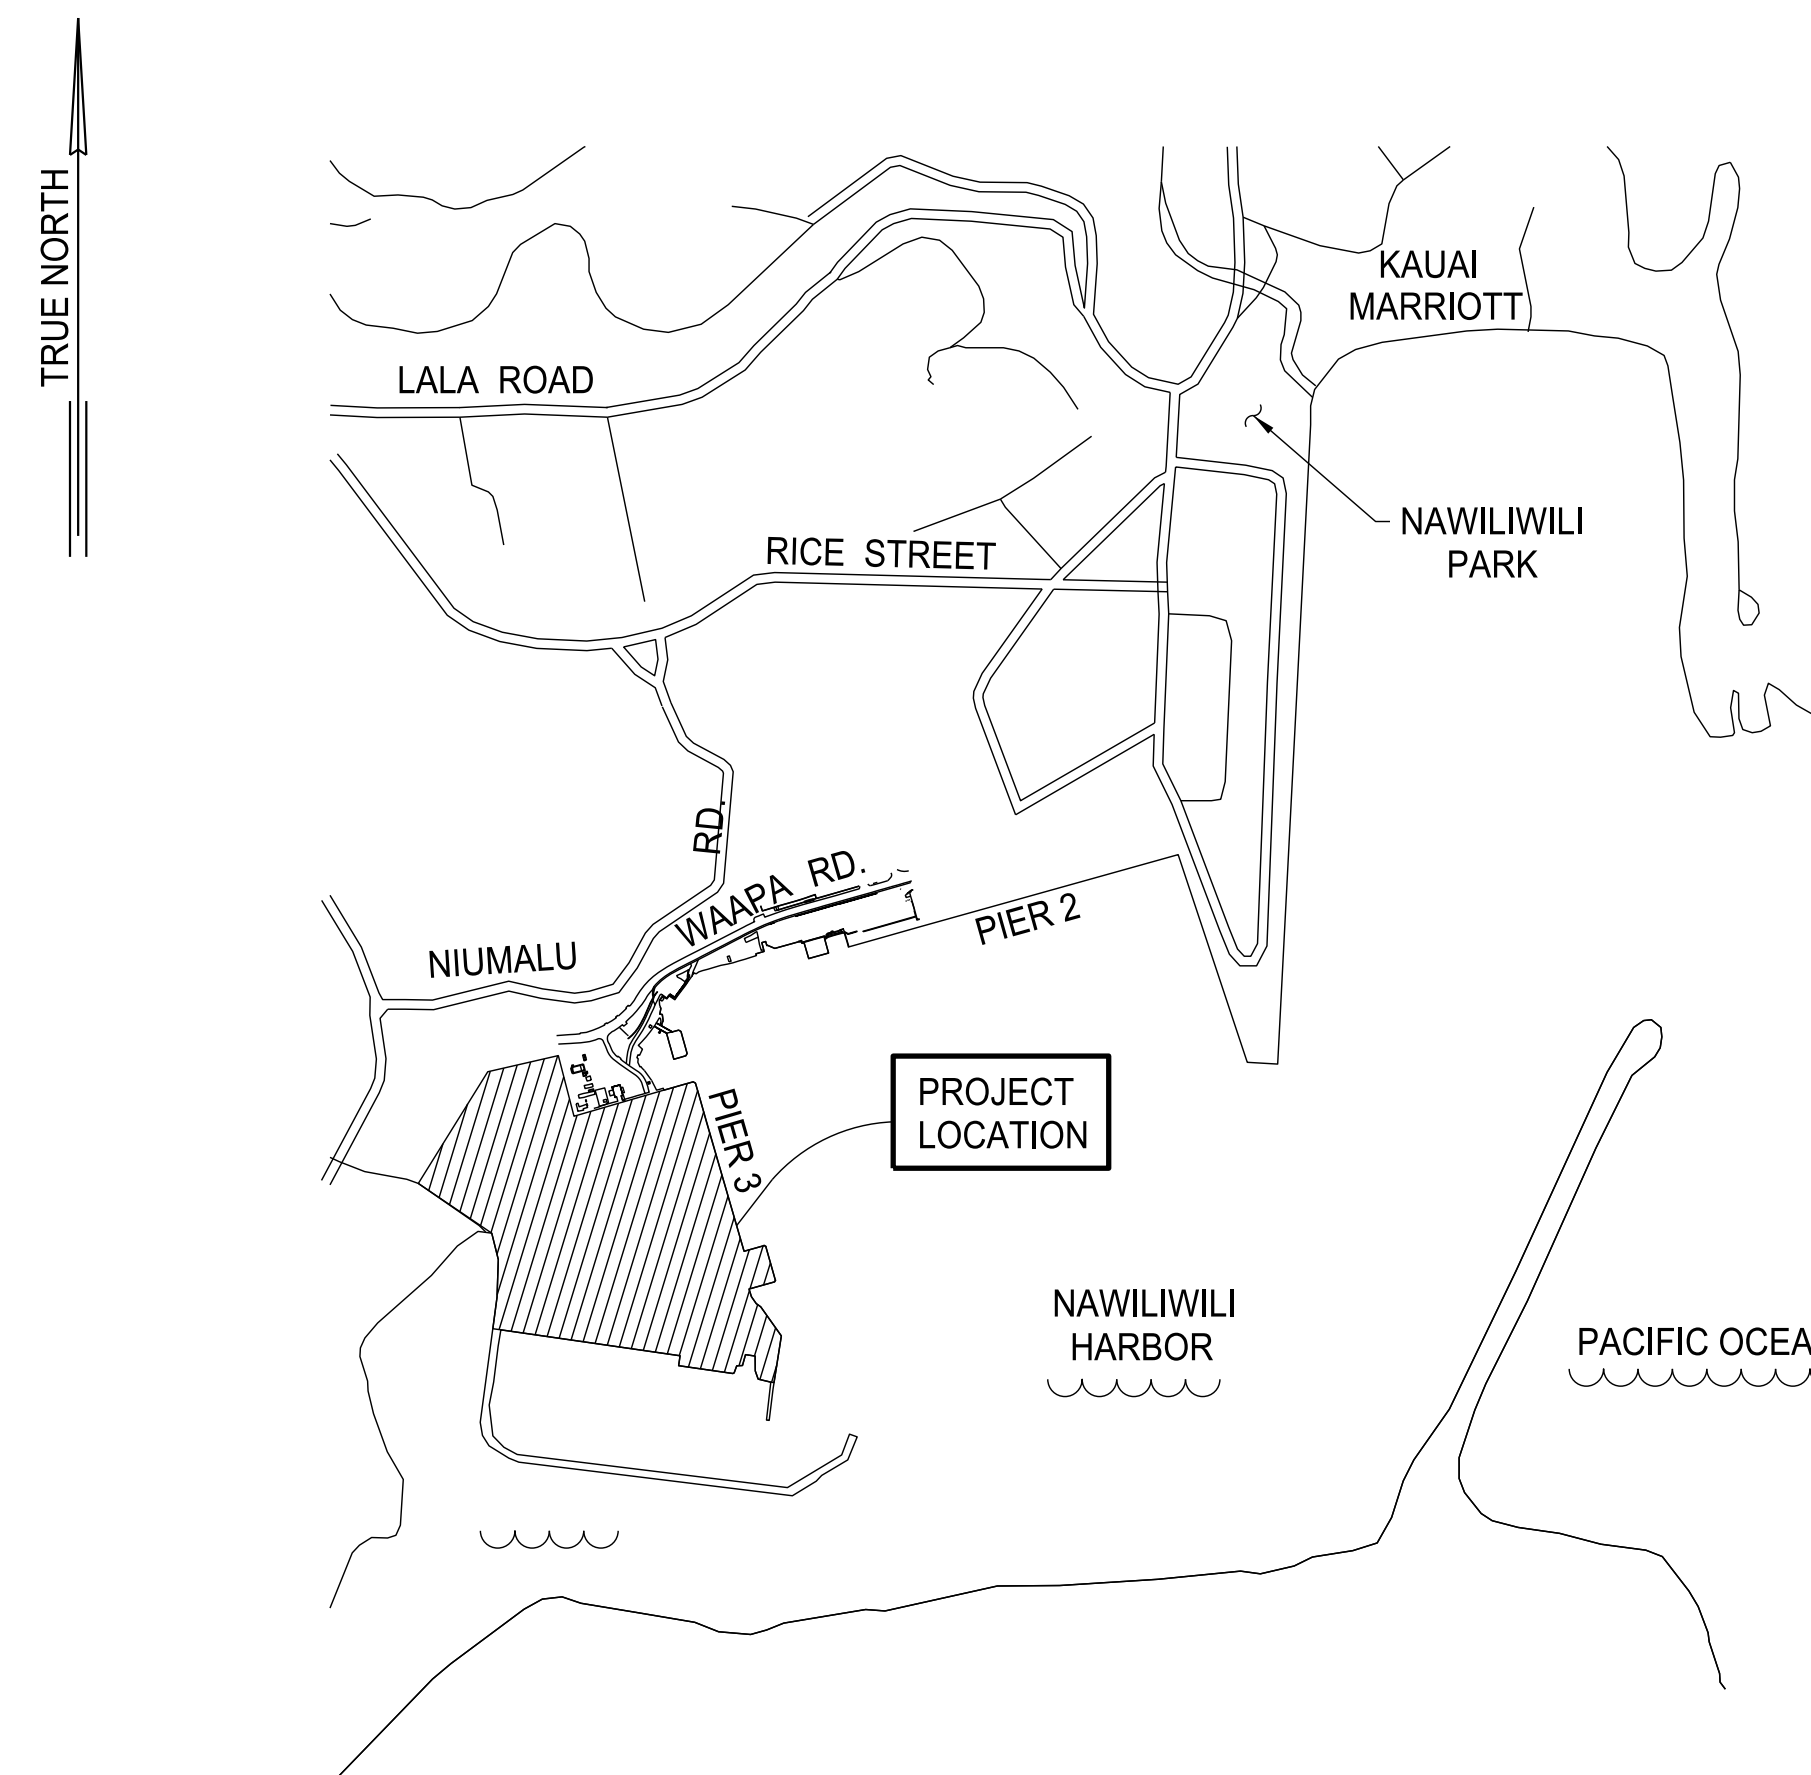 TRUE NORTH
KAUAI
MARRIOTT
LALA ROAD
NAWILIWILI
PARK
RICE STREET
RD.
WAAPA RD.
PIER 2
NIUMALU
PROJECT
LOCATION
PIER 3
NAWILIWILI
HARBOR
PACIFIC OCEA